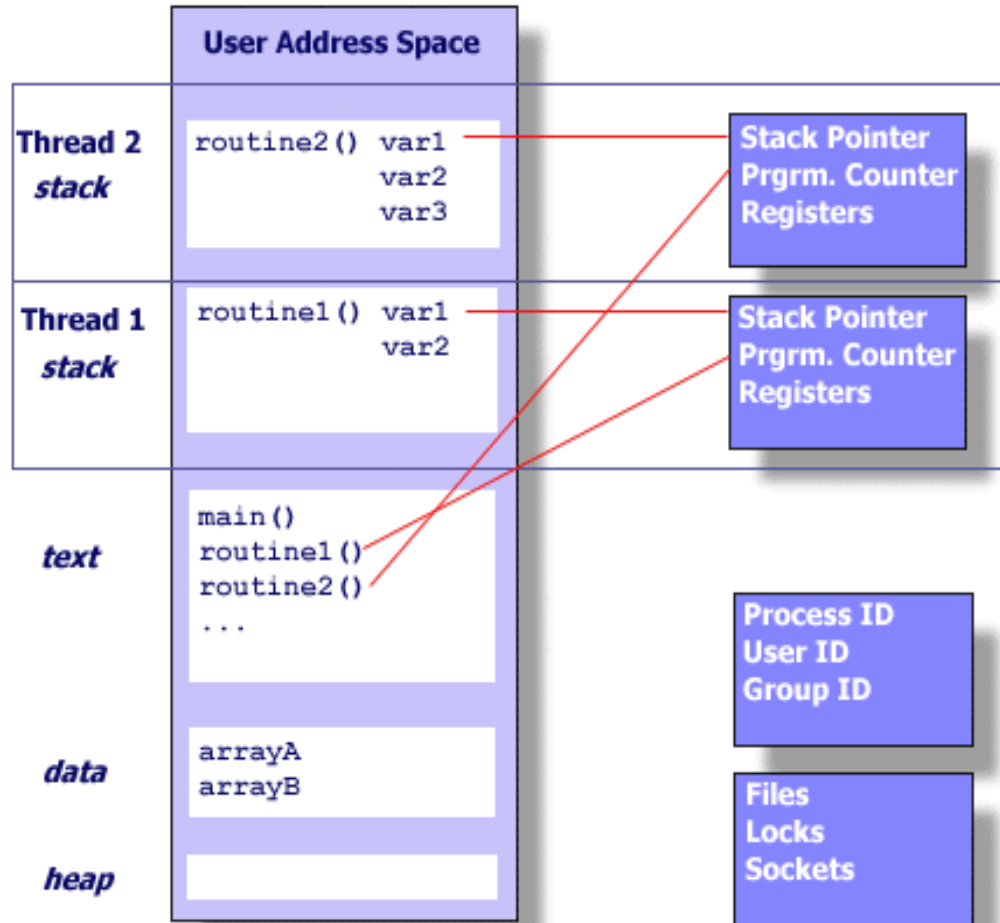 User Address Space
Thread 2
stack
routine2() var1
var2
var3
Stack Pointer
Prgrm. Counter
Registers
Thread 1
stack
routine1() var1
var2
Stack Pointer
Prgrm. Counter
Registers
text
main()
routine1()
routine2()
...
Process ID
User ID
Group ID
data
arrayA
arrayB
Files
Locks
Sockets
heap